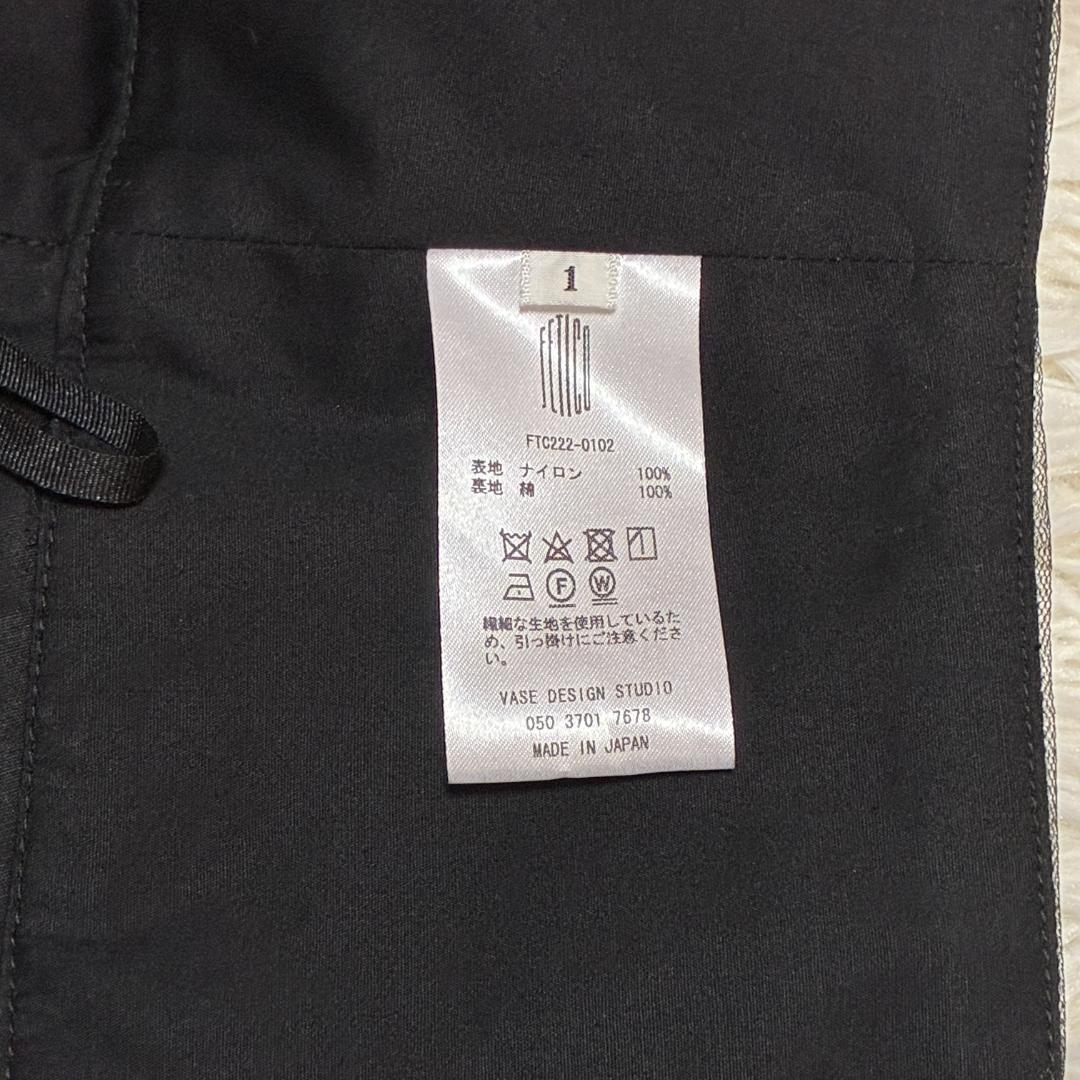 1
FETICO
FTC222-0102
表地 ナイロン 100%
裏地 綿 100%
F W
繊細な生地を使用しているた
め、引っ掛けにご注意くださ
い。
VASE DESIGN STUDIO
050 3701 7678
MADE IN JAPAN